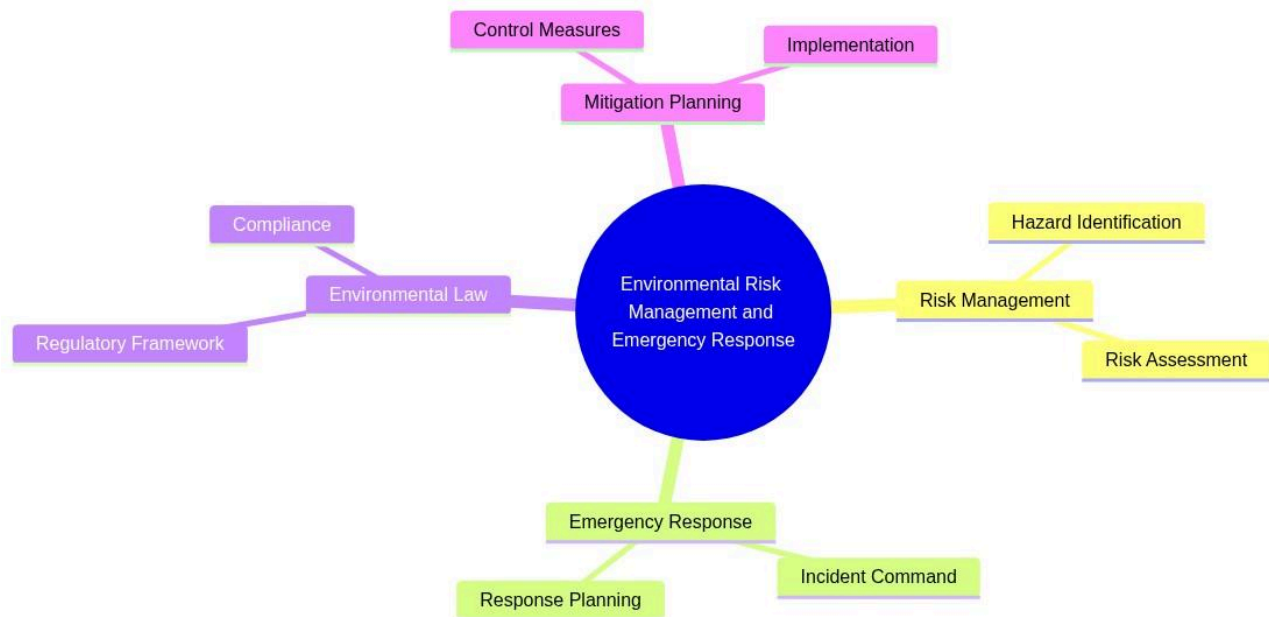 Control Measures
Implementation
Mitigation Planning
Compliance
Hazard Identification
Environmental Law
Environmental Risk
Management and
Emergency Response
Risk Management
Regulatory Framework
Risk Assessment
Emergency Response
Incident Command
Response Planning